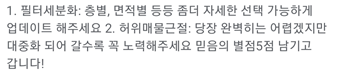 1. 필터세분화: 층별, 면적별 등등 좀더 자세한 선택 가능하게
업데이트 해주세요 2. 허위매물근절: 당장 완벽히는 어렵겠지만
대중화 되어 갈수록 꼭 노력해주세요 믿음의 별점5점 남기고
갑니다!